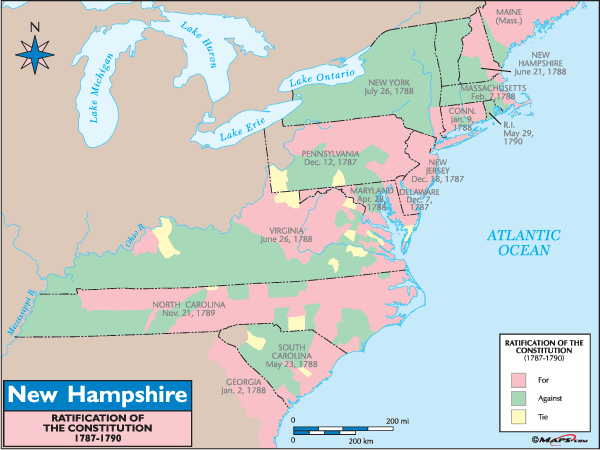 MAINE
(Mass.)
NEW
HAMPSHIRE
June 21, 1788
Lake Michigan
Lake Huron
Lake Ontario
Lake Erie
NEW YORK
July 26, 1788
MASSACHUSETTS
Feb. 7, 1788
CONN.
Jan. 9,
1788
R.I.
May 29,
1790
PENNSYLVANIA
Dec. 12, 1787
NEW
JERSEY
Dec. 18, 1787
MARYLAND
Apr. 28,
1788
DELAWARE
Dec. 7,
1787
VIRGINIA
June 26, 1788
Ohio R.
Mississippi R.
ATLANTIC
OCEAN
NORTH CAROLINA
Nov. 21, 1789
SOUTH
CAROLINA
May 23, 1788
GEORGIA
Jan. 2, 1788
RATIFICATION OF THE
CONSTITUTION
(1787-1790)
For
Against
Tie
New Hampshire
RATIFICATION OF
THE CONSTITUTION
1787-1790
0 200 mi
0 200 km
©MAPS.com